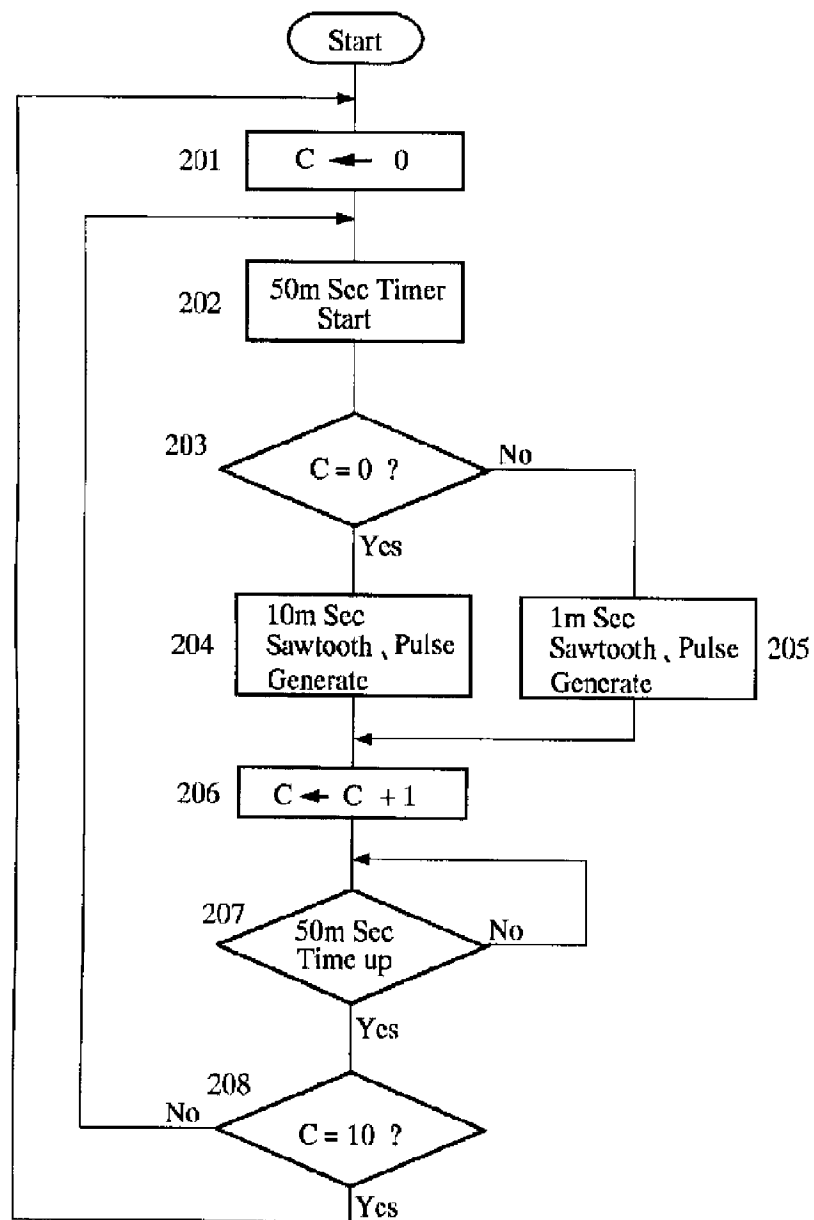 Start
201
C ← 0
202
50m Sec Timer
Start
203
C = 0 ?
No
Yes
204
10m Sec
Sawtooth、Pulse
Generate
1m Sec
Sawtooth、Pulse
Generate
205
206
C ← C + 1
207
50m Sec
Time up
No
Yes
208
No
C = 10 ?
Yes